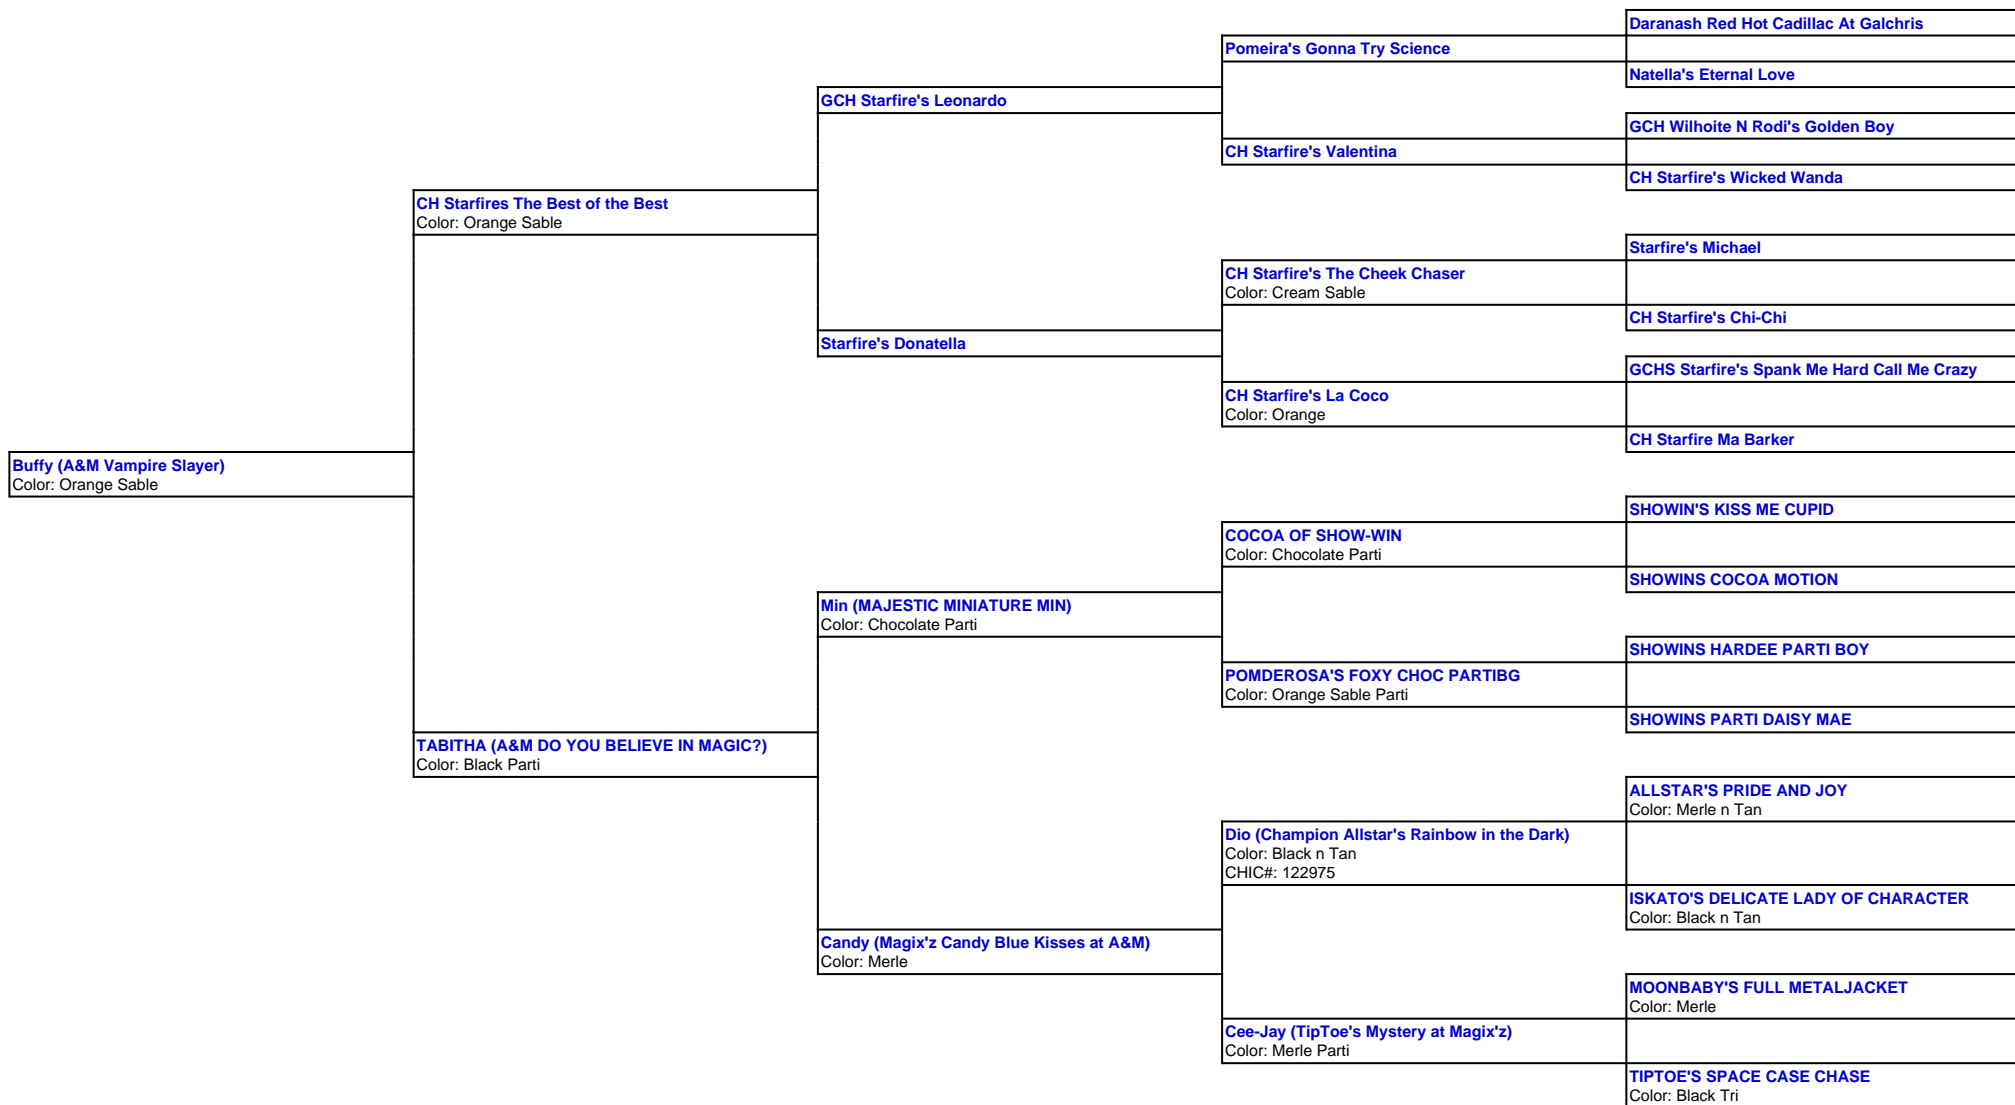 Daranash Red Hot Cadillac At Galchris
Pomeira's Gonna Try Science
Natella's Eternal Love
GCH Starfire's Leonardo
GCH Wilhoite N Rodi's Golden Boy
CH Starfire's Valentina
CH Starfire's Wicked Wanda
CH Starfires The Best of the Best
Color: Orange Sable
Starfire's Michael
CH Starfire's The Cheek Chaser
Color: Cream Sable
CH Starfire's Chi-Chi
Starfire's Donatella
GCHS Starfire's Spank Me Hard Call Me Crazy
CH Starfire's La Coco
Color: Orange
CH Starfire Ma Barker
Buffy (A&M Vampire Slayer)
Color: Orange Sable
SHOWIN'S KISS ME CUPID
COCOA OF SHOW-WIN
Color: Chocolate Parti
SHOWINS COCOA MOTION
Min (MAJESTIC MINIATURE MIN)
Color: Chocolate Parti
SHOWINS HARDEE PARTI BOY
POMDEROSA'S FOXY CHOC PARTIBG
Color: Orange Sable Parti
SHOWINS PARTI DAISY MAE
TABITHA (A&M DO YOU BELIEVE IN MAGIC?)
Color: Black Parti
ALLSTAR'S PRIDE AND JOY
Color: Merle n Tan
Dio (Champion Allstar's Rainbow in the Dark)
Color: Black n Tan
CHIC#: 122975
ISKATO'S DELICATE LADY OF CHARACTER
Color: Black n Tan
Candy (Magix'z Candy Blue Kisses at A&M)
Color: Merle
MOONBABY'S FULL METALJACKET
Color: Merle
Cee-Jay (TipToe's Mystery at Magix'z)
Color: Merle Parti
TIPTOE'S SPACE CASE CHASE
Color: Black Tri